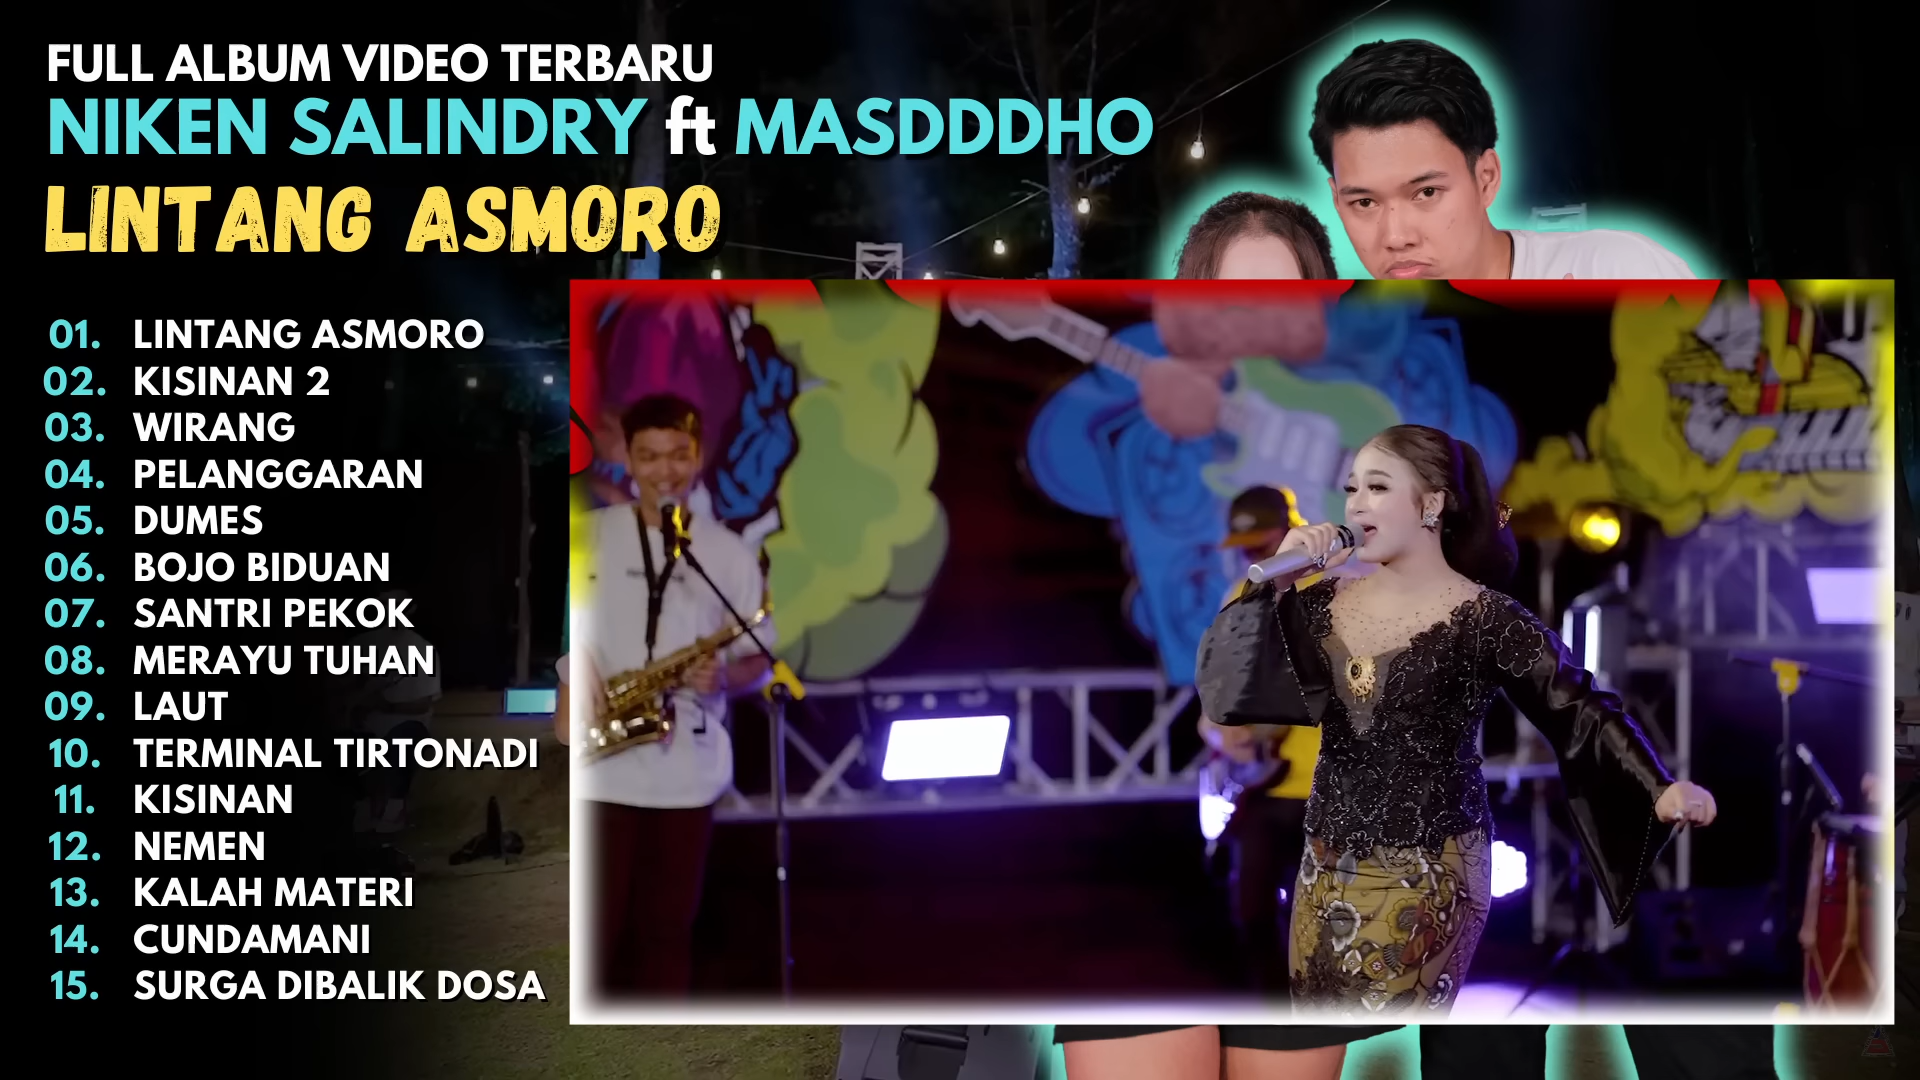 FULL ALBUM VIDEO TERBARU
NIKEN SALINDRY ft MASDDDHO
LINTANG ASMORO
01. LINTANG ASMORO
02. KISINAN 2
03. WIRANG
04. PELANGGARAN
05. DUMES
06. BOJO BIDUAN
07. SANTRI PEKOK
08. MERAYU TUHAN
09. LAUT
10. TERMINAL TIRTONADI
11. KISINAN
12. NEMEN
13. KALAH MATERI
14. CUNDAMANI
15. SURGA DIBALIK DOSA